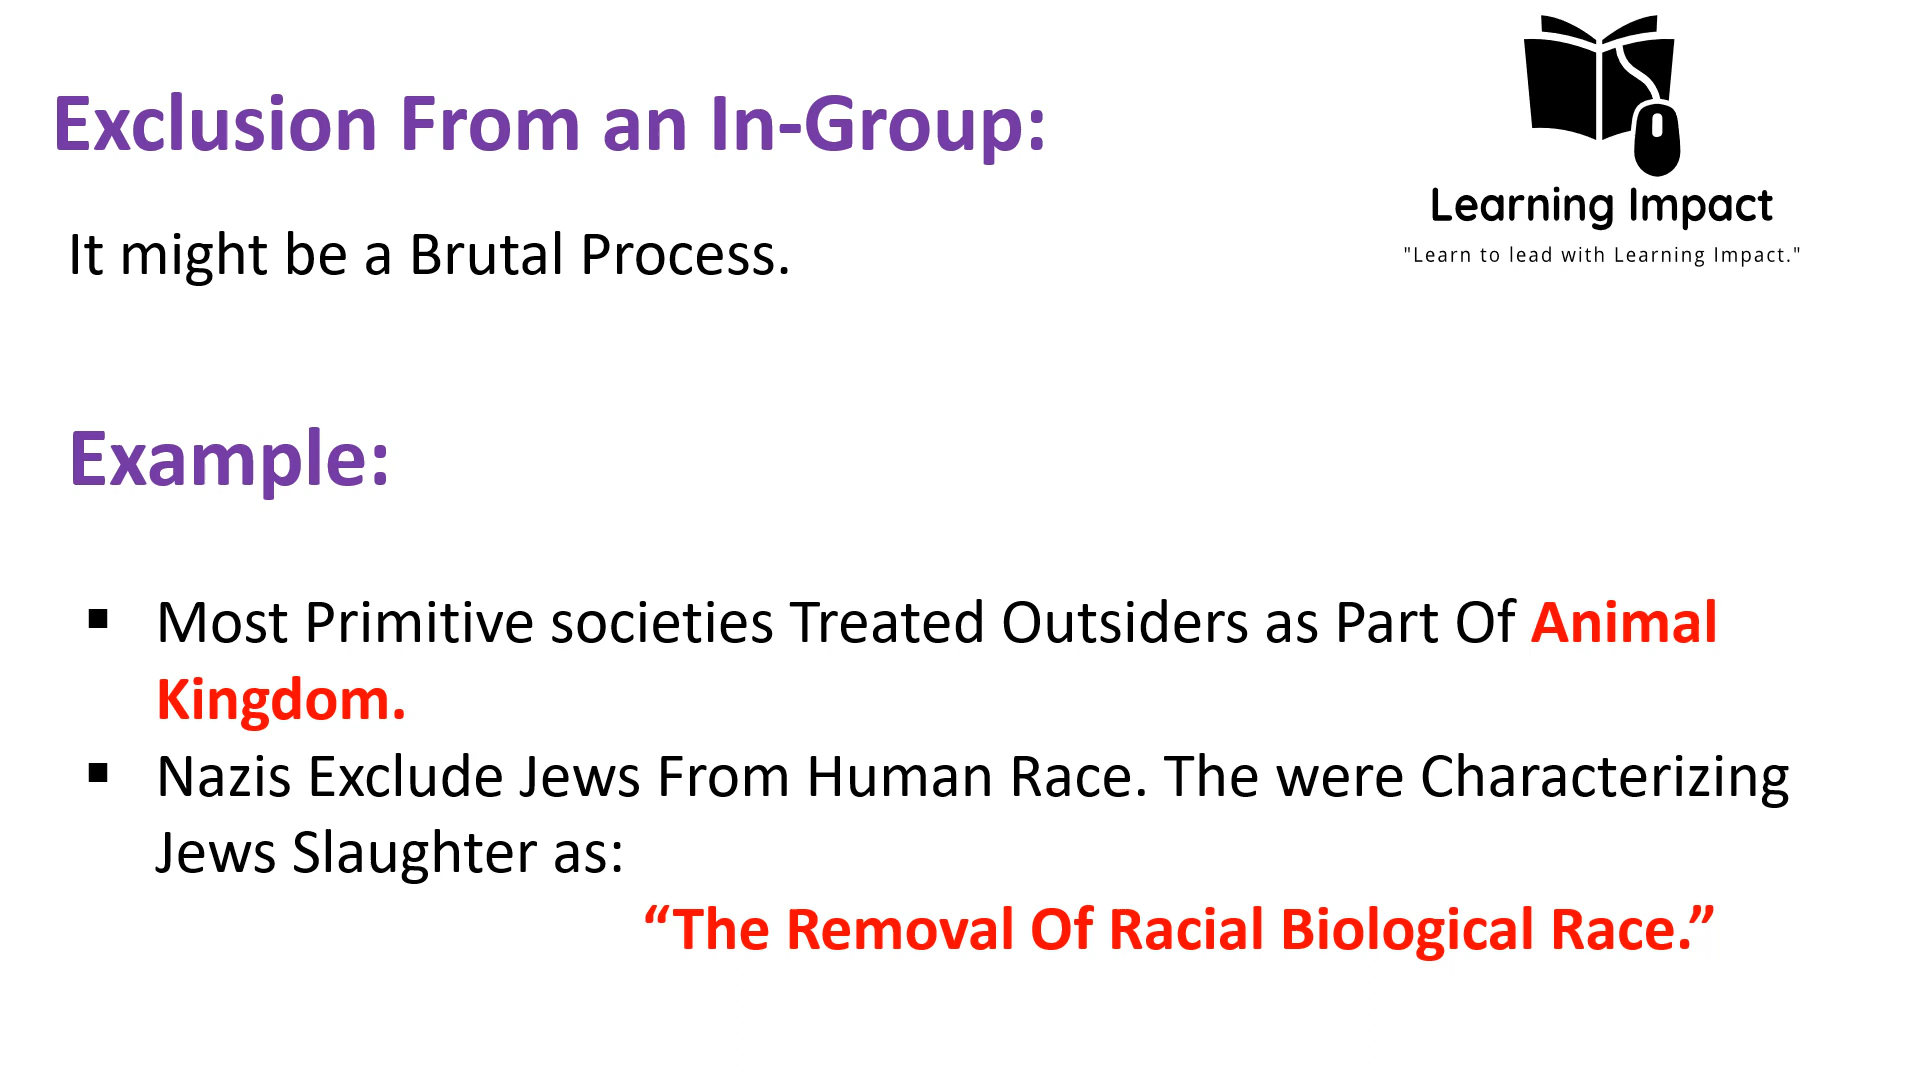 Exclusion From an In-Group:
Learning Impact
"Learn to lead with Learning Impact."
It might be a Brutal Process.
Example:
▪ Most Primitive societies Treated Outsiders as Part Of Animal
Kingdom.
▪ Nazis Exclude Jews From Human Race. The were Characterizing
Jews Slaughter as:
“The Removal Of Racial Biological Race.”